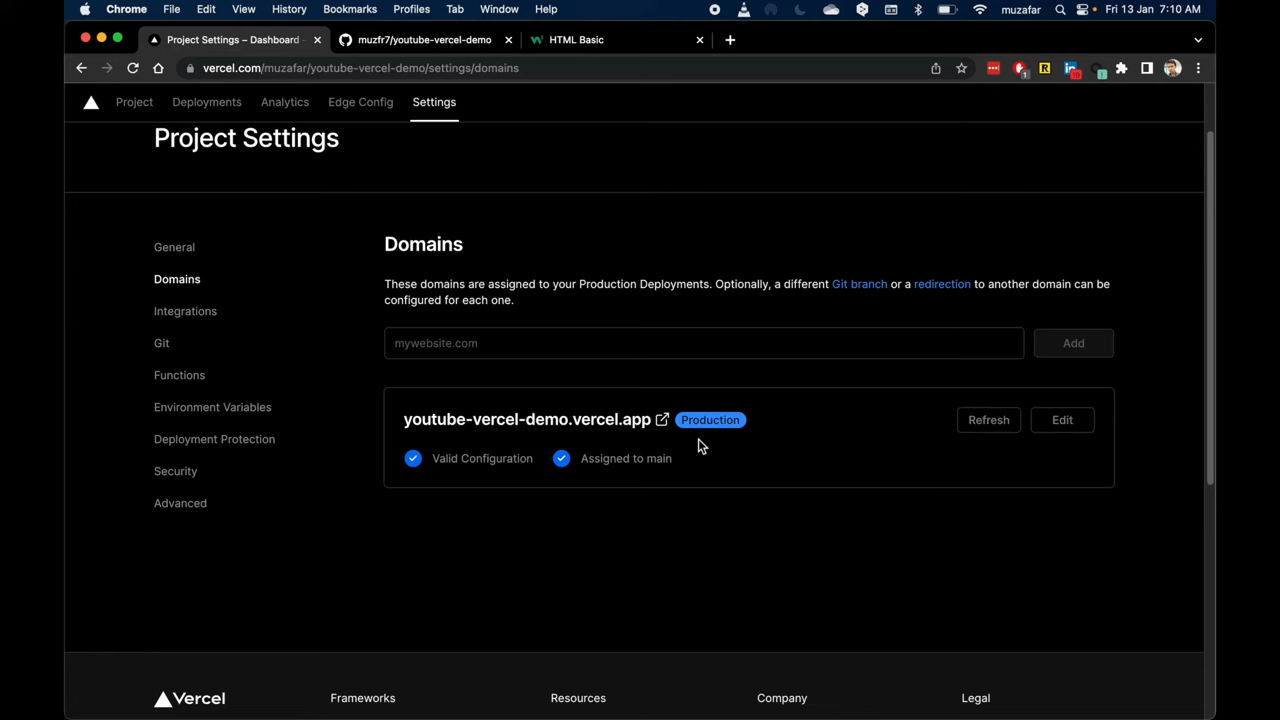 Chrome File Edit View History Bookmarks Profiles Tab Window Help muzafar Fri 13 Jan 7:10 AM
Project Settings – Dashboard muzfr7/youtube-vercel-demo HTML Basic
vercel.com/muzafar/youtube-vercel-demo/settings/domains
Project Deployments Analytics Edge Config Settings
Project Settings
General
Domains
Integrations
Git
Functions
Environment Variables
Deployment Protection
Security
Advanced
Domains
These domains are assigned to your Production Deployments. Optionally, a different Git branch or a redirection to another domain can be
configured for each one.
mywebsite.com Add
youtube-vercel-demo.vercel.app Production Refresh Edit
Valid Configuration Assigned to main
Vercel Frameworks Resources Company Legal